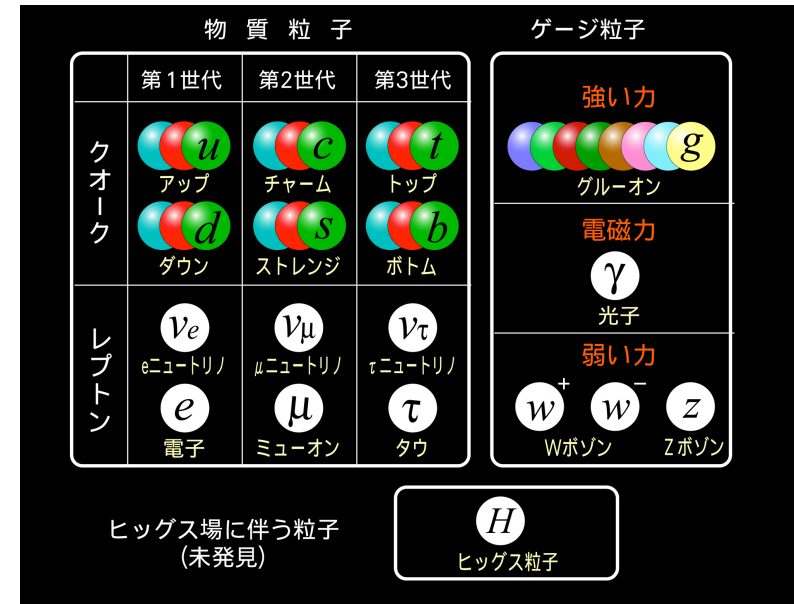 物 質 粒 子
第1世代 第2世代 第3世代
クオーク
u c t
アップ チャーム トップ
d s b
ダウン ストレンジ ボトム
レプトン
νe νμ ντ
eニュートリノ μニュートリノ τニュートリノ
e μ τ
電子 ミューオン タウ
ゲージ粒子
強い力
g
グルーオン
電磁力
γ
光子
弱い力
W+ W− Z
Wボゾン Zボゾン
ヒッグス場に伴う粒子
(未発見)
H
ヒッグス粒子